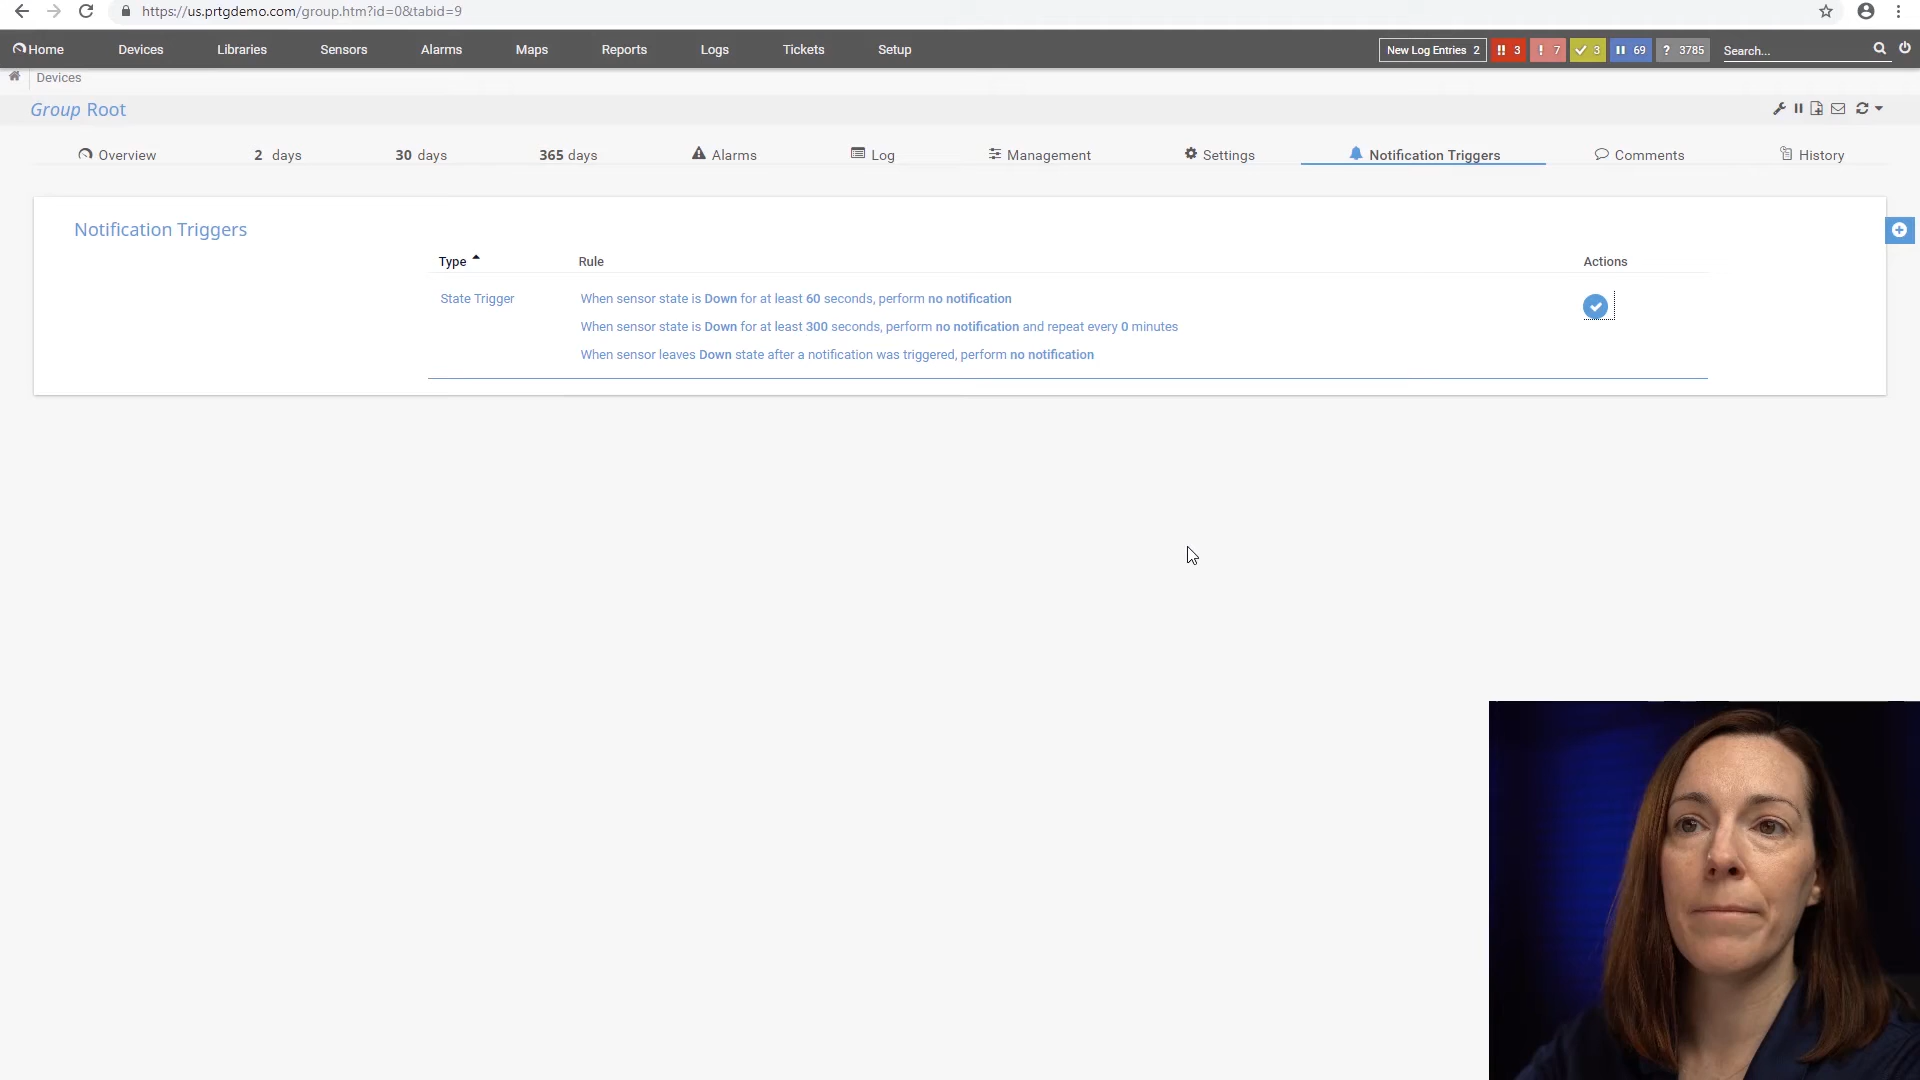 https://us.prtgdemo.com/group.htm?id=0&tabid=9
Home Devices Libraries Sensors Alarms Maps Reports Logs Tickets Setup New Log Entries 2 !! 3 ! 7 3 69 ? 3785 Search...
Devices
Group Root
Overview 2 days 30 days 365 days Alarms Log Management Settings Notification Triggers Comments History
Notification Triggers
Type Rule Actions
State Trigger When sensor state is Down for at least 60 seconds, perform no notification
When sensor state is Down for at least 300 seconds, perform no notification and repeat every 0 minutes
When sensor leaves Down state after a notification was triggered, perform no notification